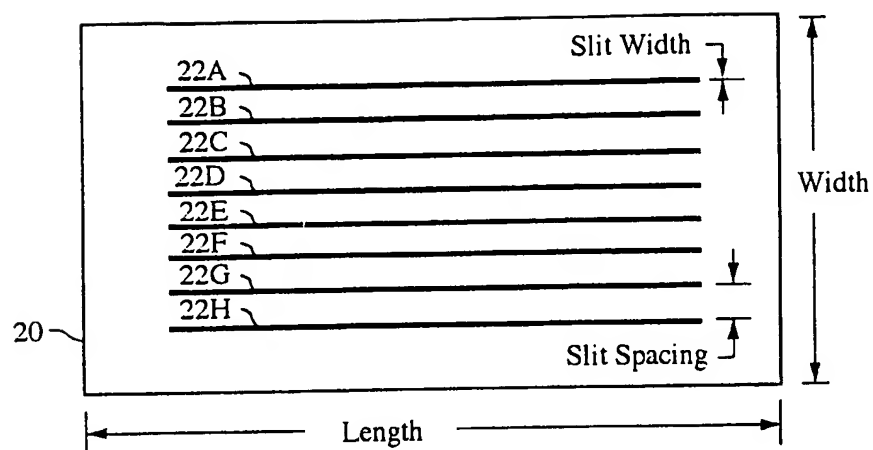 Slit Width
22A
22B
22C
22D
Width
22E
22F
22G
22H
20
Slit Spacing
Length